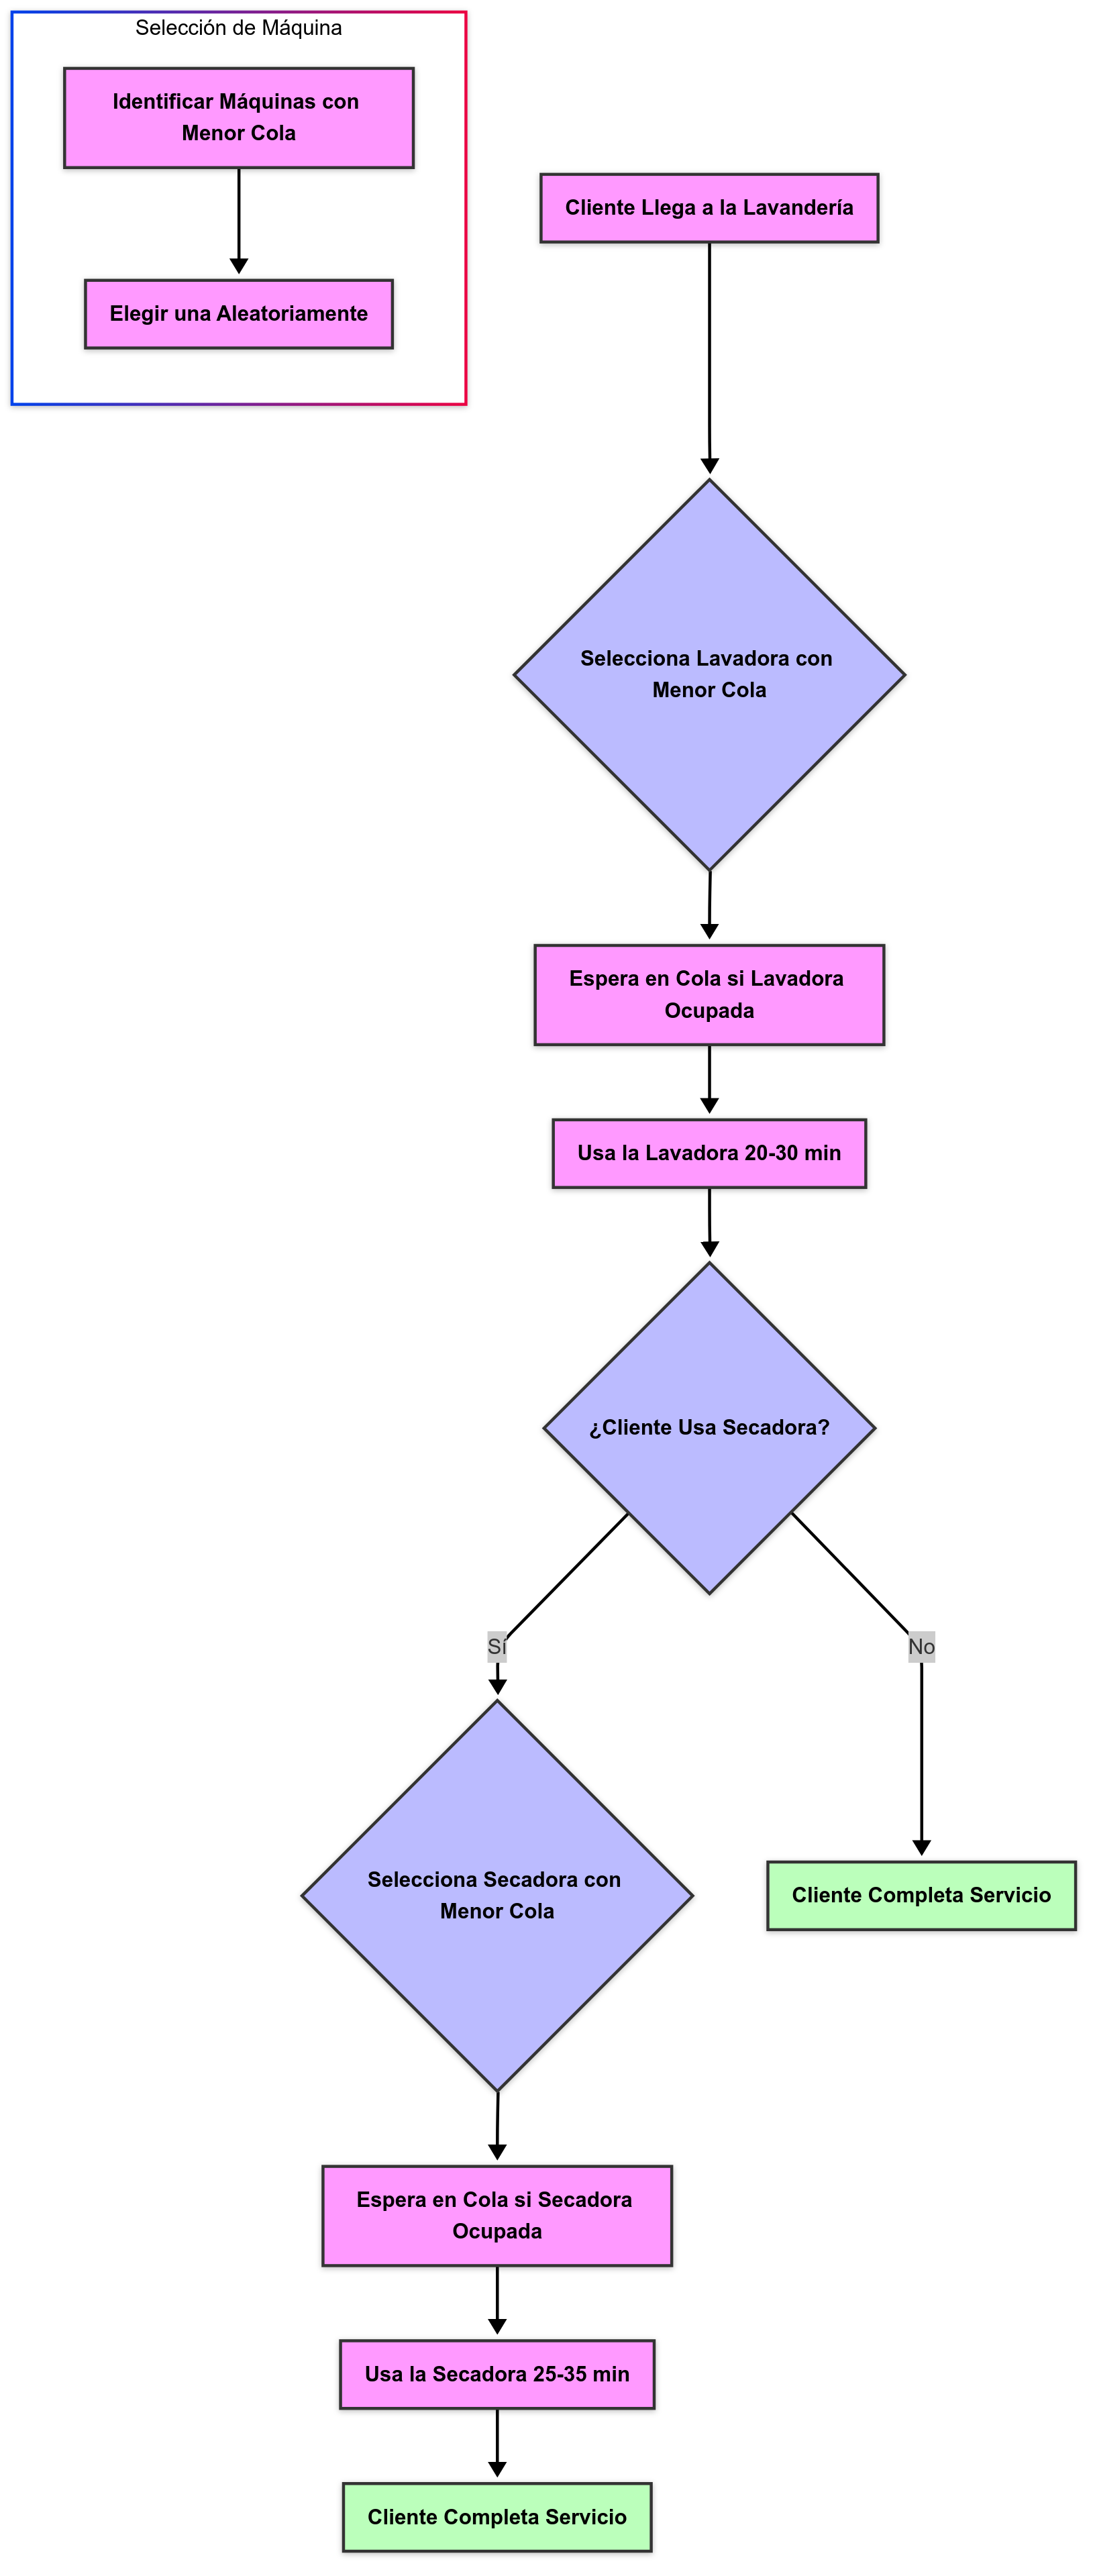 Selección de Máquina
Identificar Máquinas con
Menor Cola
Elegir una Aleatoriamente
Cliente Llega a la Lavandería
Selecciona Lavadora con
Menor Cola
Espera en Cola si Lavadora
Ocupada
Usa la Lavadora 20-30 min
¿Cliente Usa Secadora?
Sí
No
Selecciona Secadora con
Menor Cola
Cliente Completa Servicio
Espera en Cola si Secadora
Ocupada
Usa la Secadora 25-35 min
Cliente Completa Servicio